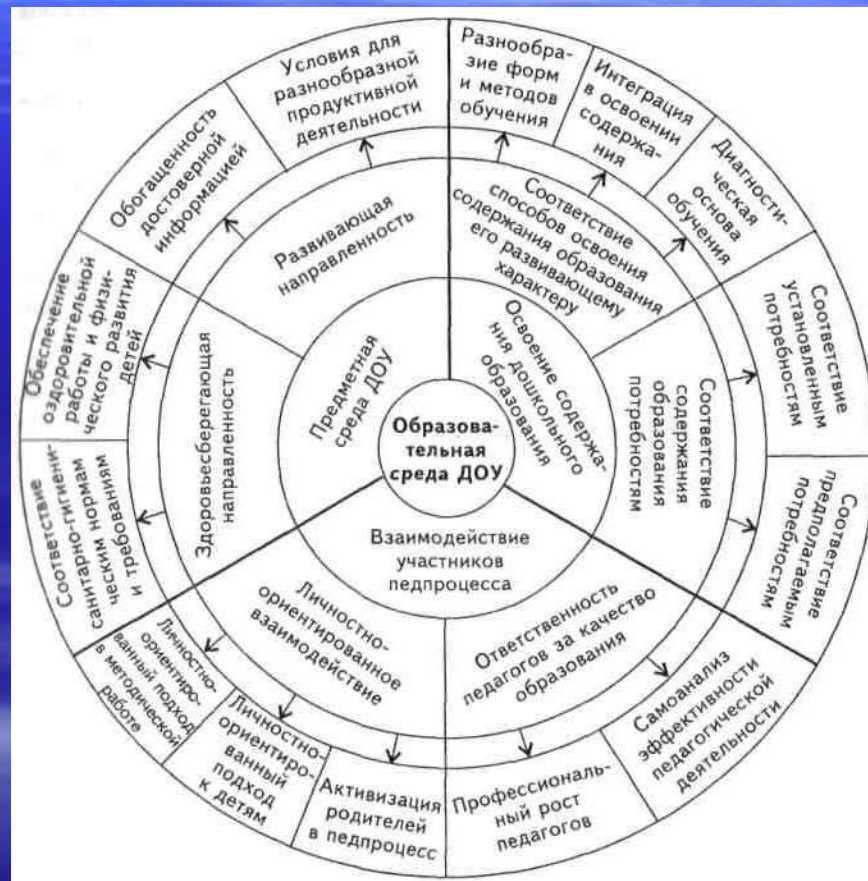 Образова-
тельная
среда ДОУ
Предметная
среда ДОУ
Освоение содержа-
ния дошкольного
образования
Взаимодействие
участников
педпроцесса
Развивающая
направленность
Соответствие
способов освоения
содержания образования
его развивающему
характеру
Соответствие
содержания
образования
потребностям
Ответственность
педагогов за качество
образования
Личностно-
ориентированное
взаимодействие
Здоровьесберегающая
направленность
Условия для
разнообразной
продуктивной
деятельности
Разнообра-
зие форм
и методов
обучения
Интеграция
в освоении
содержа-
ния
Диагности-
ческая
основа
обучения
Соответствие
установленным
потребностям
Соответствие
предполагаемым
потребностям
Самоанализ
эффективности
педагогической
деятельности
Профессиональ-
ный рост
педагогов
Активизация
родителей
в педпроцесс
Личностно-
ориентиро-
ванный
подход
к детям
Личностно-
ориентиро-
ванный подход
в методической
работе
Соответствие
санитарно-гигиени-
ческим нормам
и требованиям
Обеспечение
оздоровительной
работы и физи-
ческого развития
детей
Обогащенность
достоверной
информацией